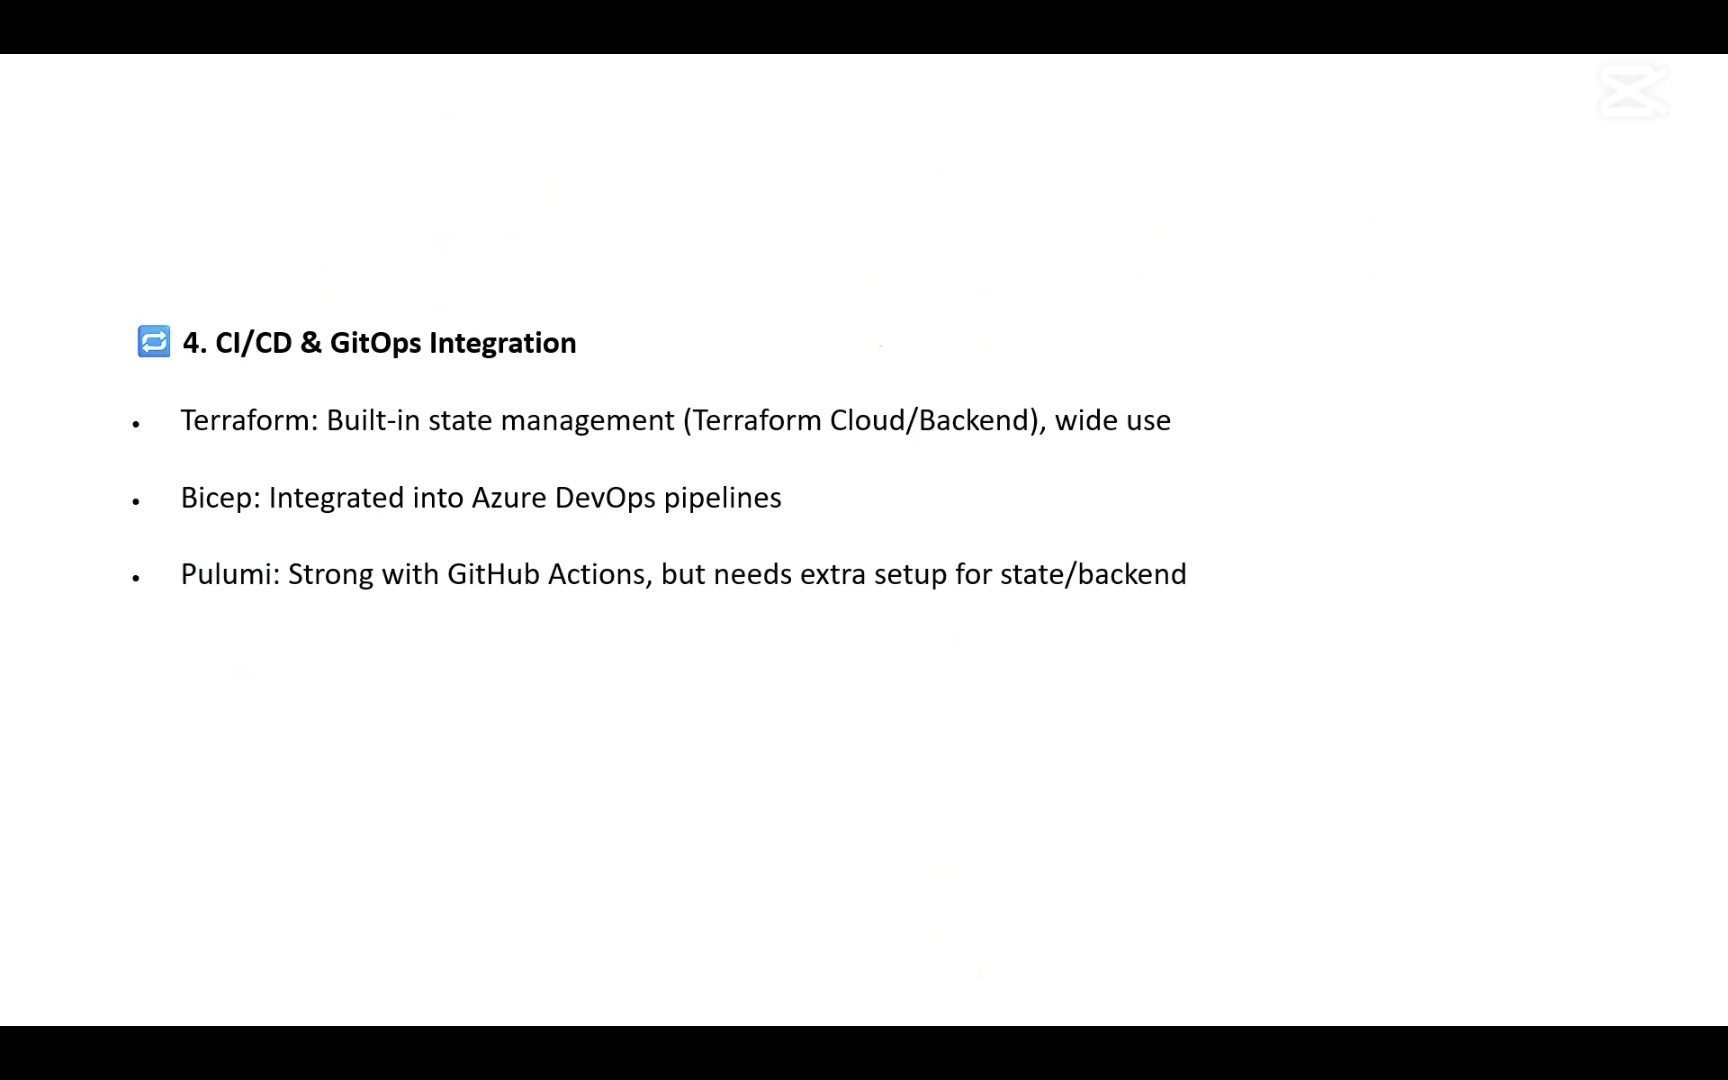 🔁 4. CI/CD & GitOps Integration
• Terraform: Built-in state management (Terraform Cloud/Backend), wide use
• Bicep: Integrated into Azure DevOps pipelines
• Pulumi: Strong with GitHub Actions, but needs extra setup for state/backend